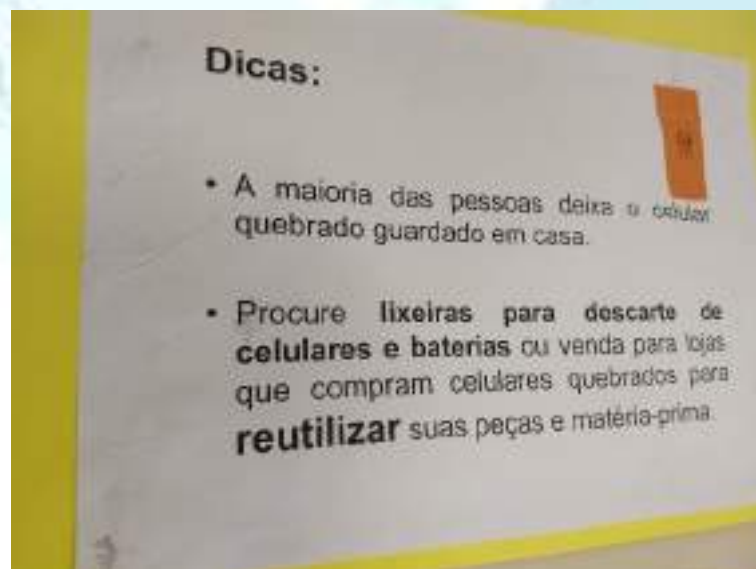 Dicas:
• A maioria das pessoas deixa o celular
quebrado guardado em casa.
• Procure lixeiras para descarte de
celulares e baterias ou venda para lojas
que compram celulares quebrados para
reutilizar suas peças e matéria-prima.